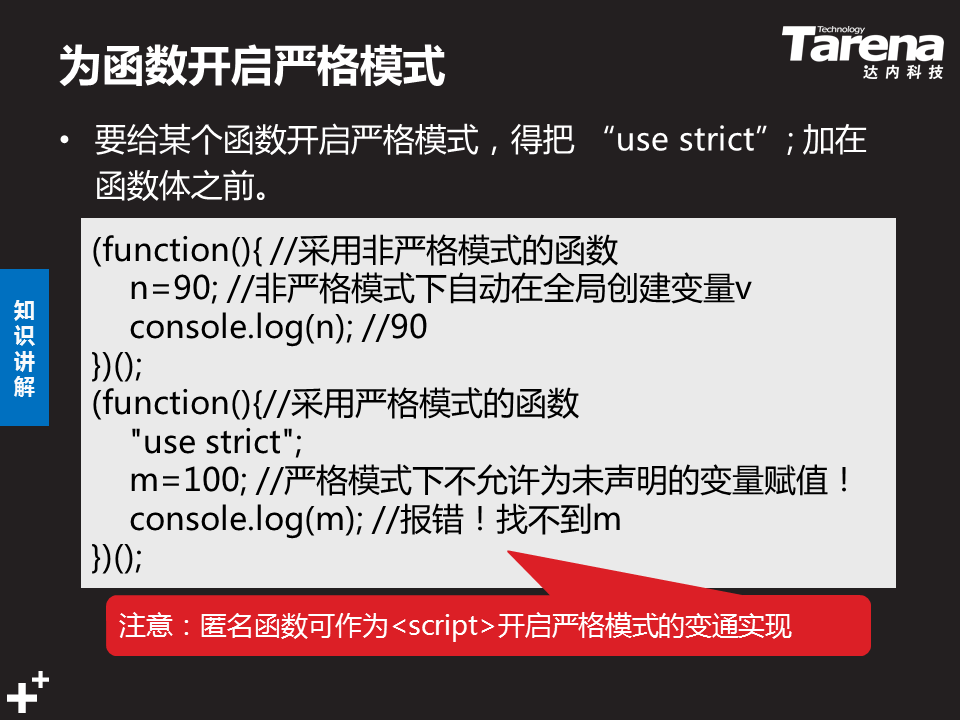 为函数开启严格模式
Technology
Tarena
达内科技
• 要给某个函数开启严格模式，得把 “use strict”; 加在
函数体之前。
(function(){ //采用非严格模式的函数
n=90; //非严格模式下自动在全局创建变量v
console.log(n); //90
})();
(function(){//采用严格模式的函数
"use strict";
m=100; //严格模式下不允许为未声明的变量赋值！
console.log(m); //报错！找不到m
})();
知
识
讲
解
注意：匿名函数可作为<script>开启严格模式的变通实现